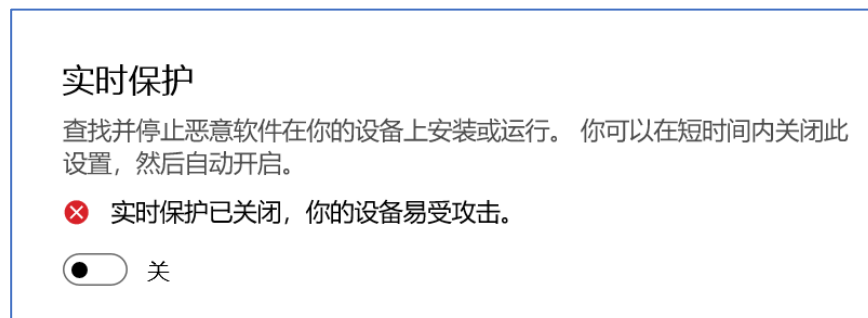 实时保护
查找并停止恶意软件在你的设备上安装或运行。 你可以在短时间内关闭此
设置，然后自动开启。
实时保护已关闭，你的设备易受攻击。
关